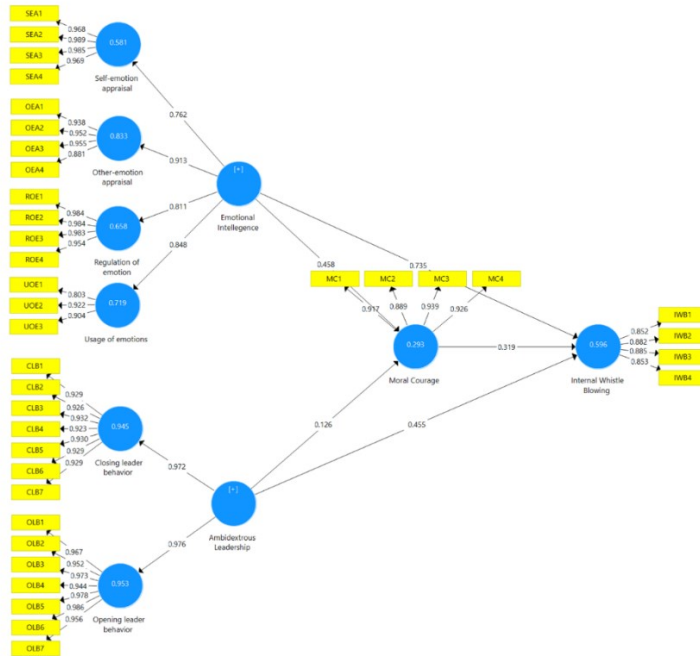 SEA1
SEA2
SEA3
SEA4
0.968
0.989
0.985
0.969
0.581
Self-emotion
appraisal
OEA1
OEA2
OEA3
OEA4
0.938
0.952
0.955
0.881
0.833
Other-emotion
appraisal
ROE1
ROE2
ROE3
ROE4
0.984
0.984
0.983
0.954
0.658
Regulation of
emotion
UOE1
UOE2
UOE3
0.803
0.922
0.904
0.719
Usage of emotions
0.762
0.913
0.811
0.848
[+]
Emotional
Intellegence
0.458
0.735
MC1
MC2
MC3
MC4
0.917
0.889
0.939
0.926
0.293
Moral Courage
0.319
0.596
Internal Whistle
Blowing
0.852
0.882
0.885
0.853
IWB1
IWB2
IWB3
IWB4
0.126
0.455
CLB1
CLB2
CLB3
CLB4
CLB5
CLB6
CLB7
0.929
0.926
0.932
0.923
0.930
0.929
0.929
0.945
Closing leader
behavior
0.972
[+]
Ambidextrous
Leadership
0.976
OLB1
OLB2
OLB3
OLB4
OLB5
OLB6
OLB7
0.967
0.952
0.973
0.944
0.978
0.986
0.956
0.953
Opening leader
behavior